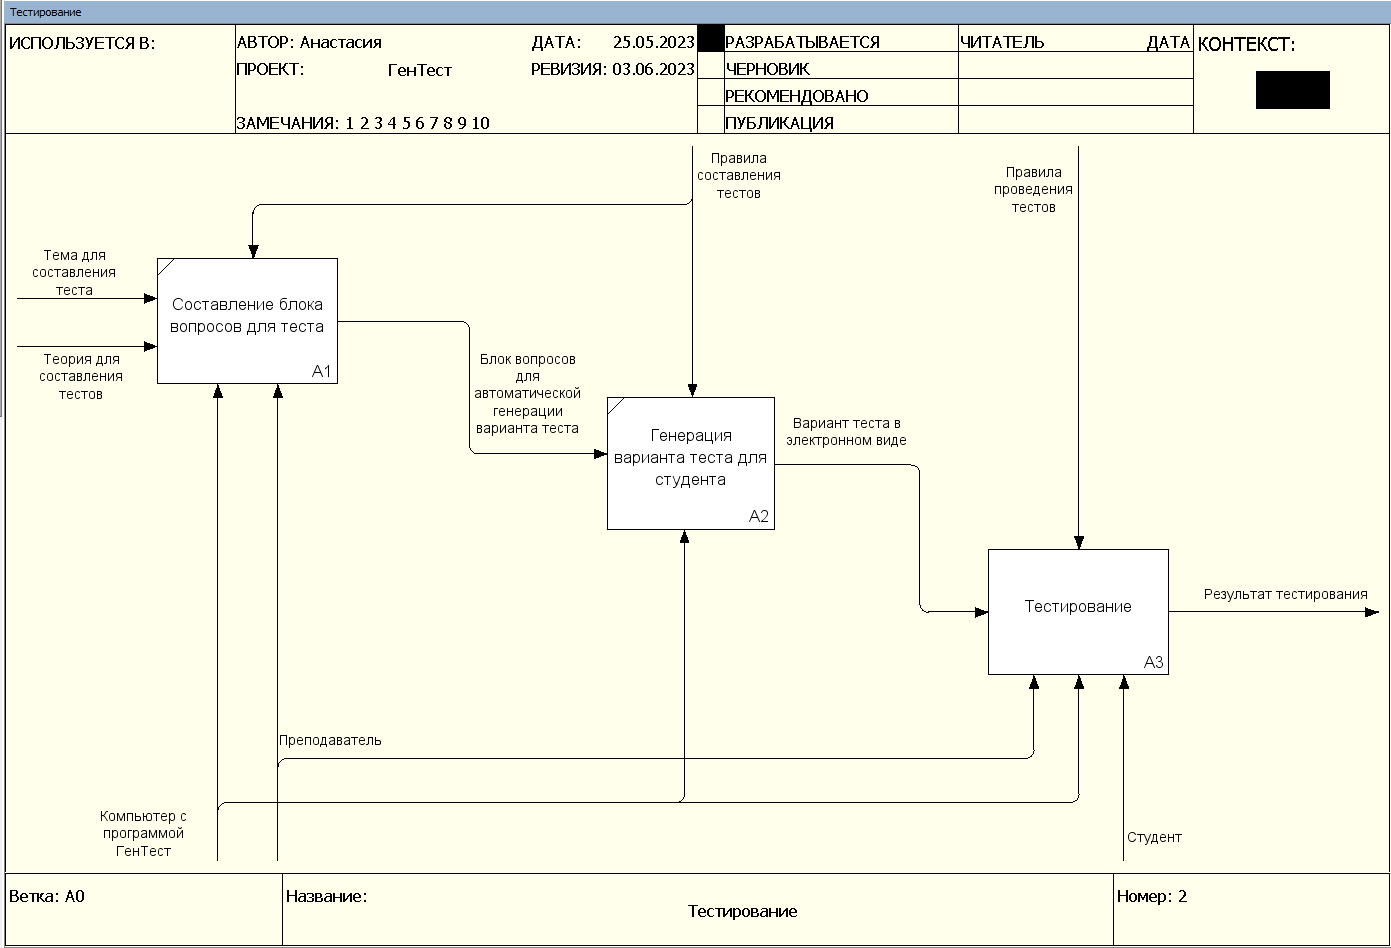 Тестирование
ИСПОЛЬЗУЕТСЯ В:
АВТОР: Анастасия
ДАТА: 25.05.2023
ПРОЕКТ: ГенТест
РЕВИЗИЯ: 03.06.2023
ЗАМЕЧАНИЯ: 1 2 3 4 5 6 7 8 9 10
РАЗРАБАТЫВАЕТСЯ
ЧЕРНОВИК
РЕКОМЕНДОВАНО
ПУБЛИКАЦИЯ
ЧИТАТЕЛЬ
ДАТА
КОНТЕКСТ:
Правила
составления
тестов
Правила
проведения
тестов
Тема для
составления
теста
Теория для
составления
тестов
Составление блока
вопросов для теста
A1
Блок вопросов
для
автоматической
генерации
варианта теста
Генерация
варианта теста для
студента
A2
Вариант теста в
электронном виде
Тестирование
A3
Результат тестирования
Преподаватель
Компьютер с
программой
ГенТест
Студент
Ветка: A0
Название:
Тестирование
Номер: 2